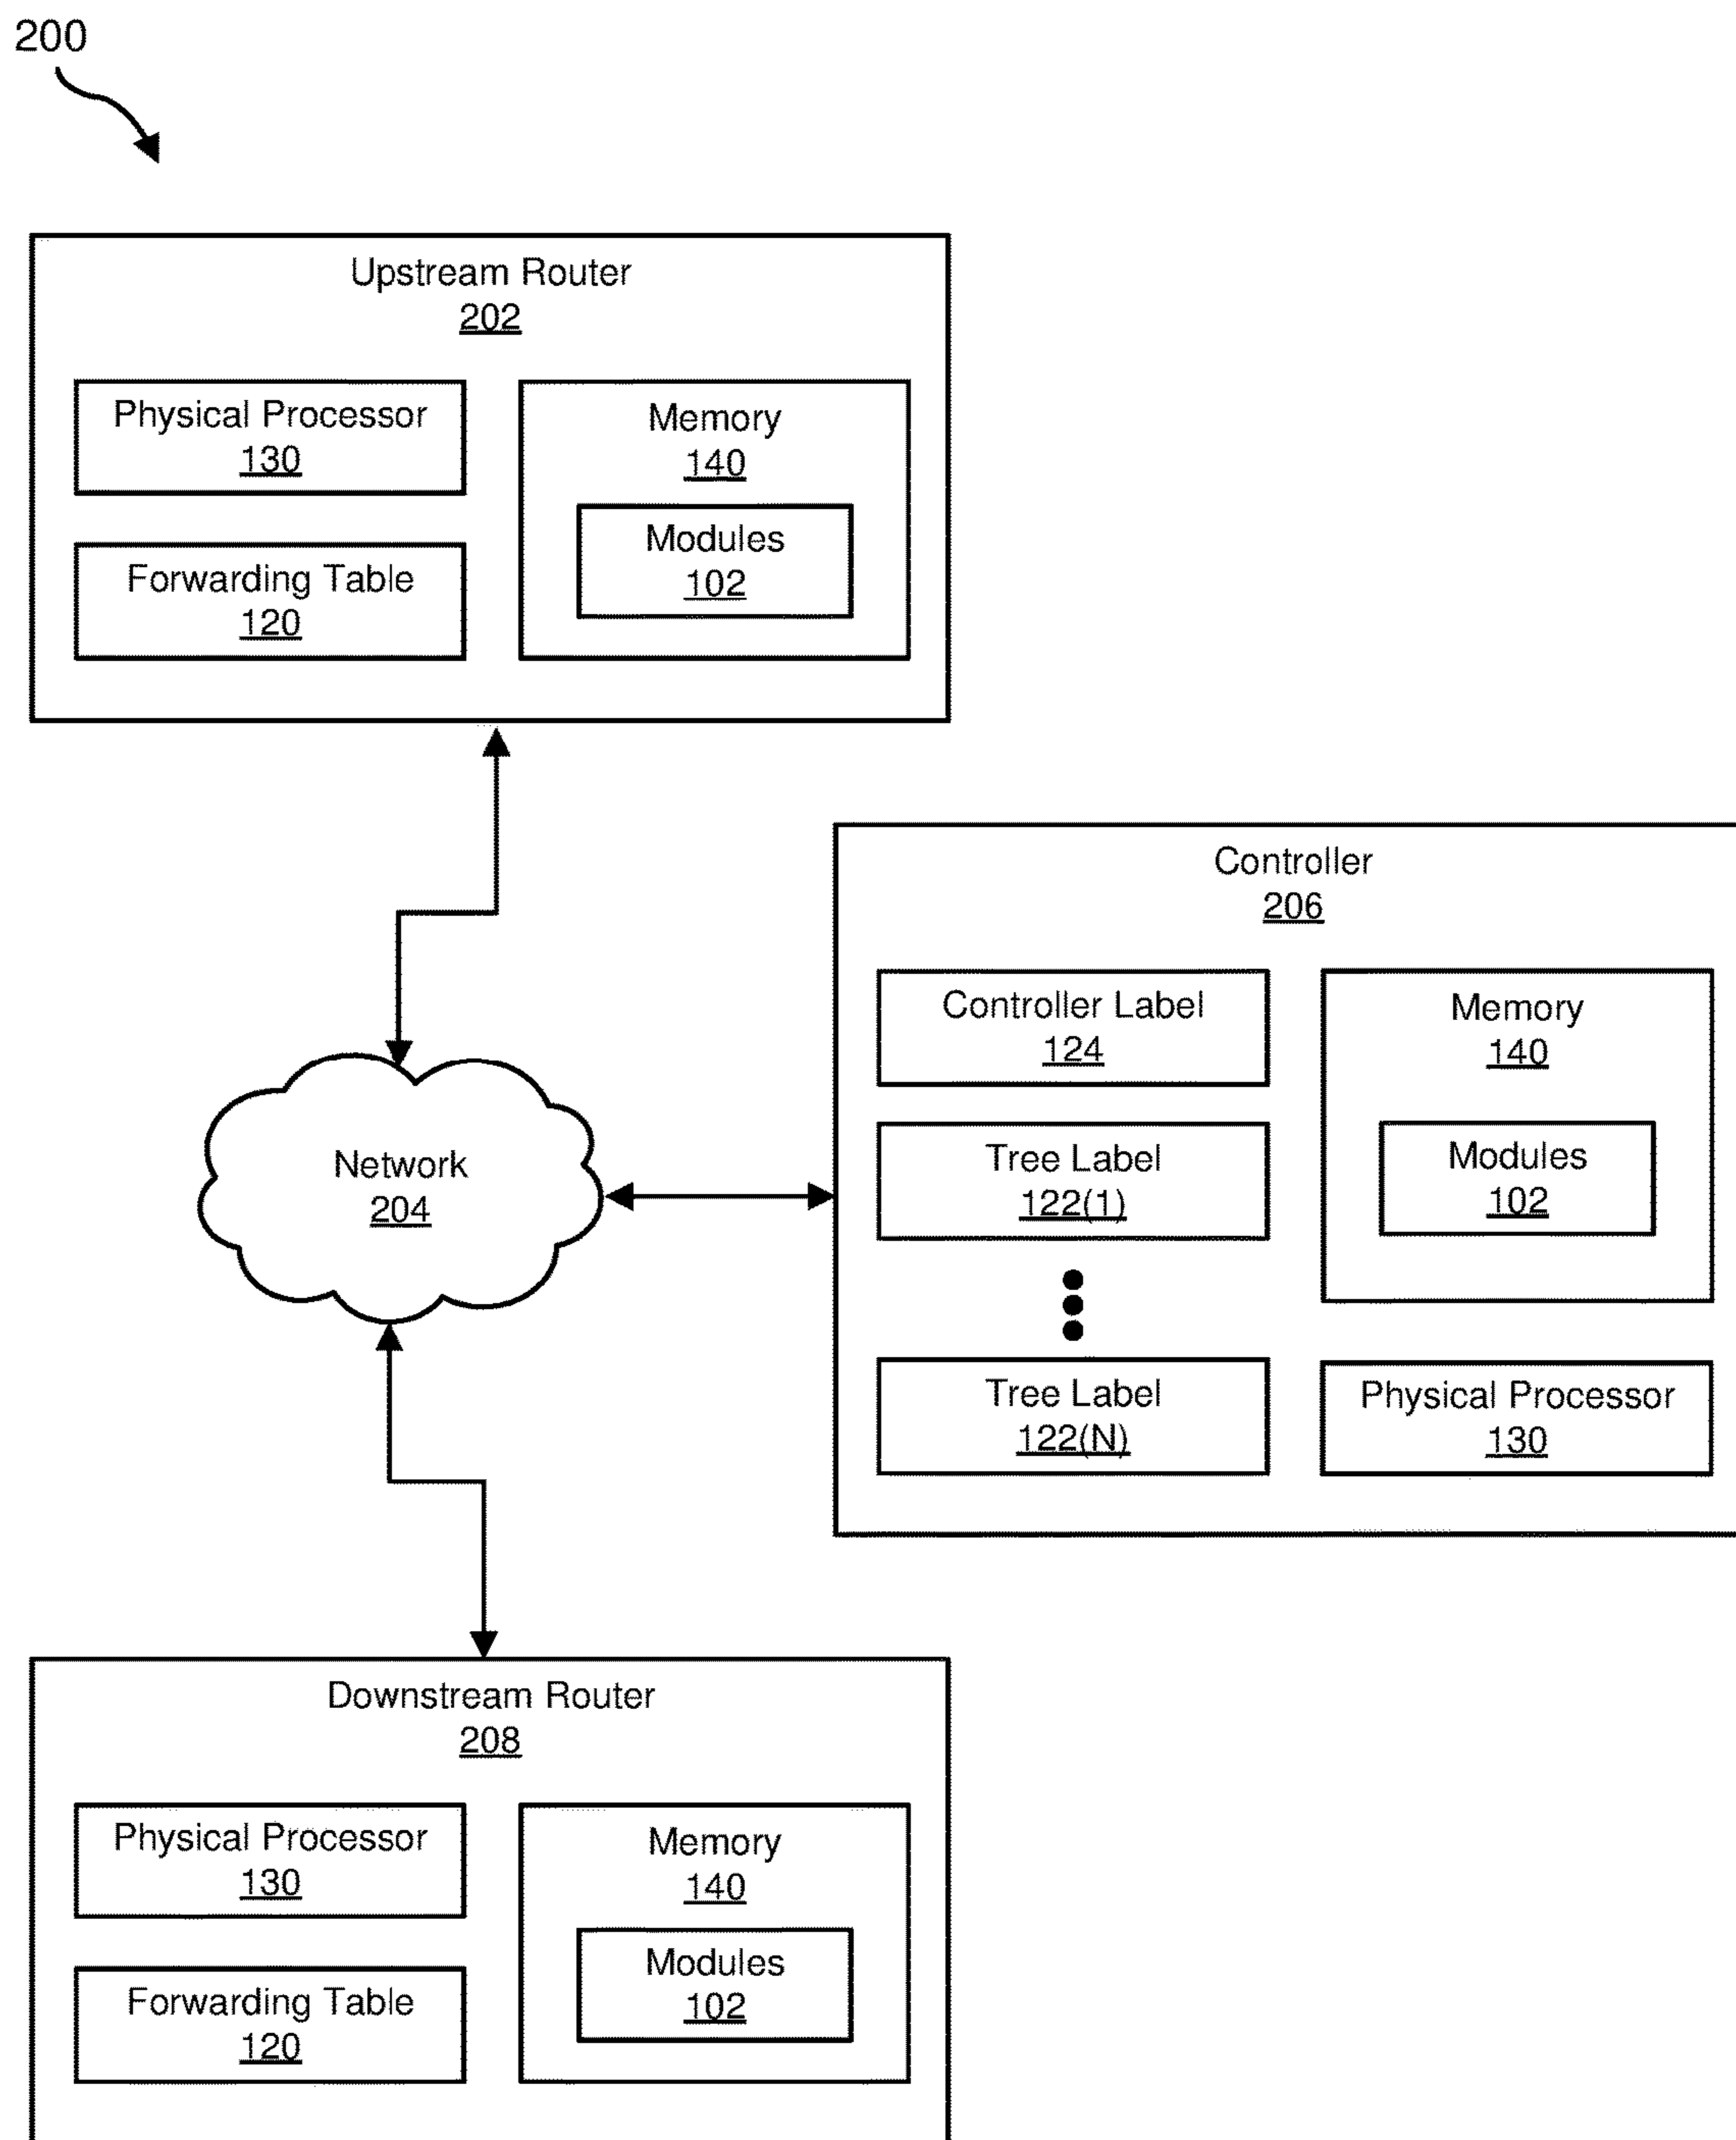 200
Upstream Router
202
Physical Processor
130
Memory
140
Modules
102
Forwarding Table
120
Controller
206
Controller Label
124
Memory
140
Tree Label
122(1)
Modules
102
Network
204
Tree Label
122(N)
Physical Processor
130
Downstream Router
208
Physical Processor
130
Memory
140
Modules
102
Forwarding Table
120